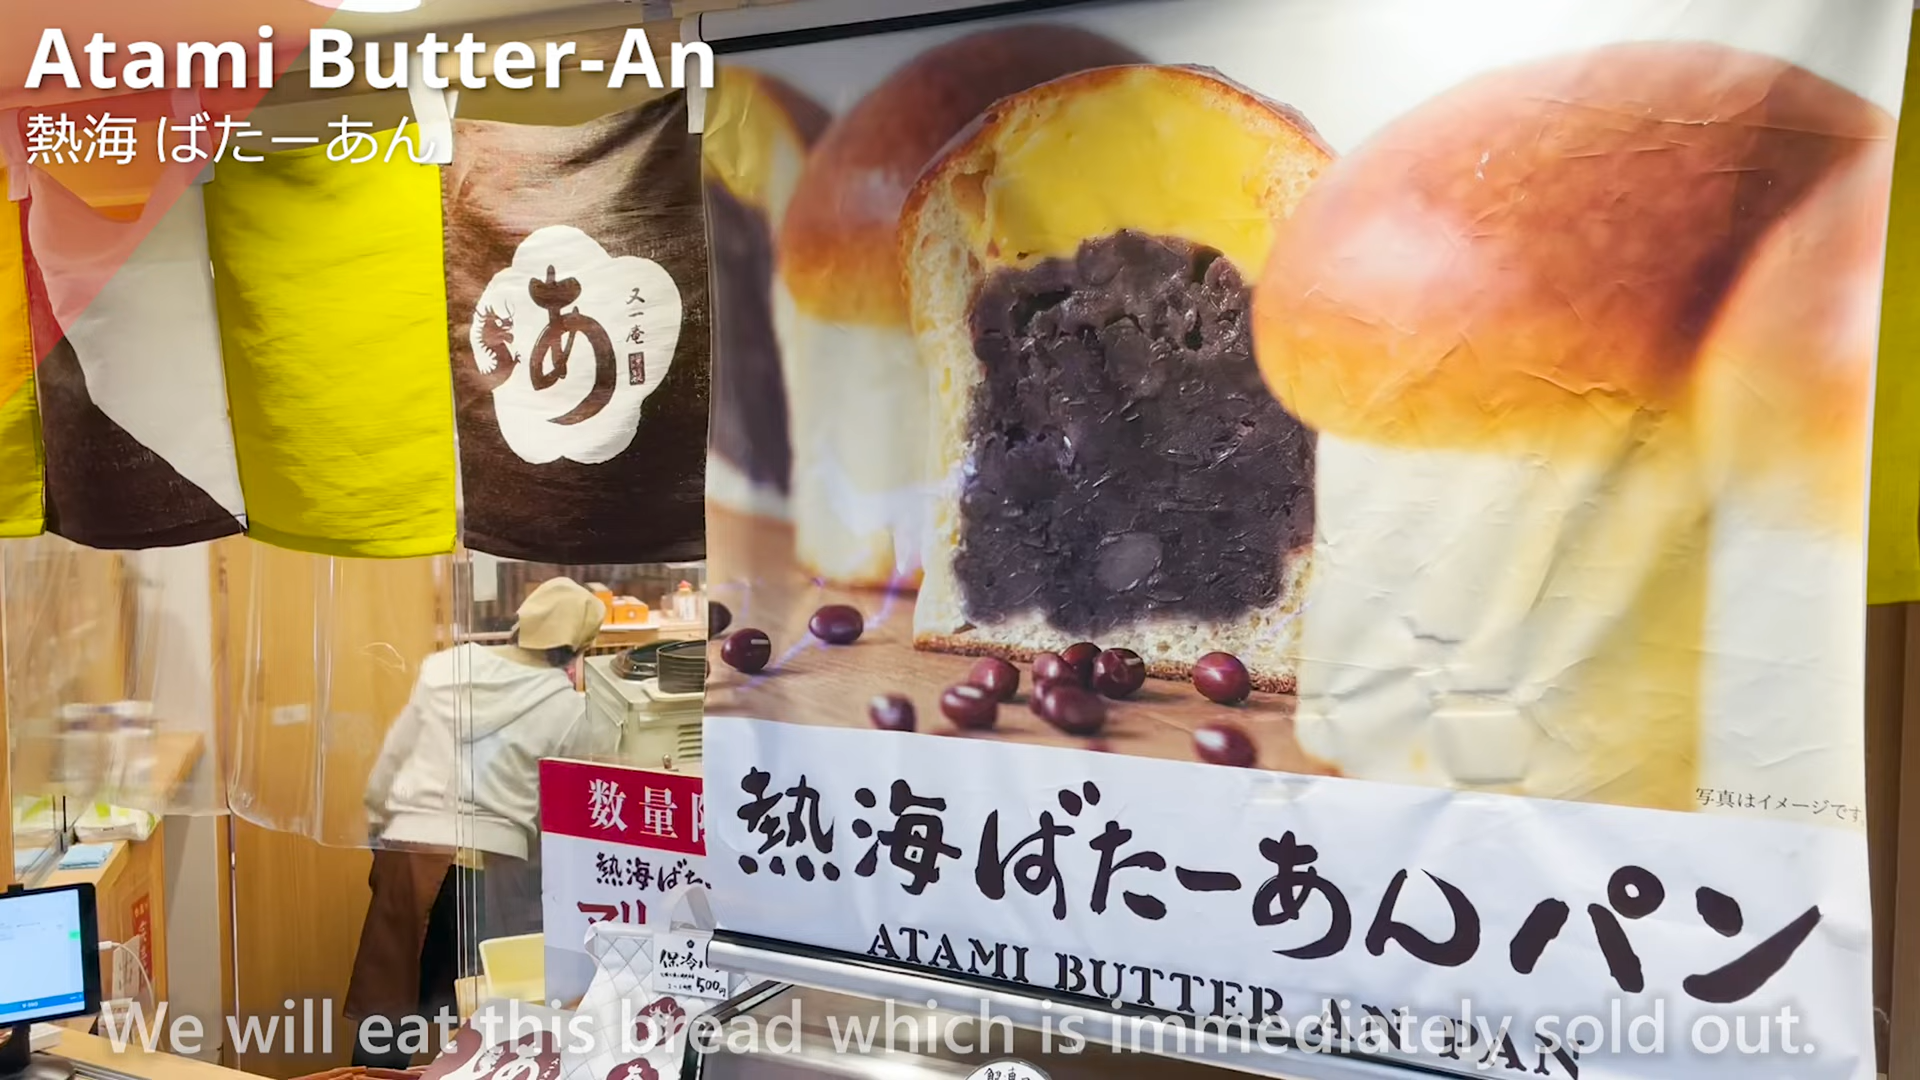 Atami Butter-An
熱海 ばたーあん
あ
又一庵
写真はイメージです
数量
熱海ばた
マリ
熱海ばたーあんパン
ATAMI BUTTER AN PAN
保冷
500円
We will eat this bread which is immediately sold out.